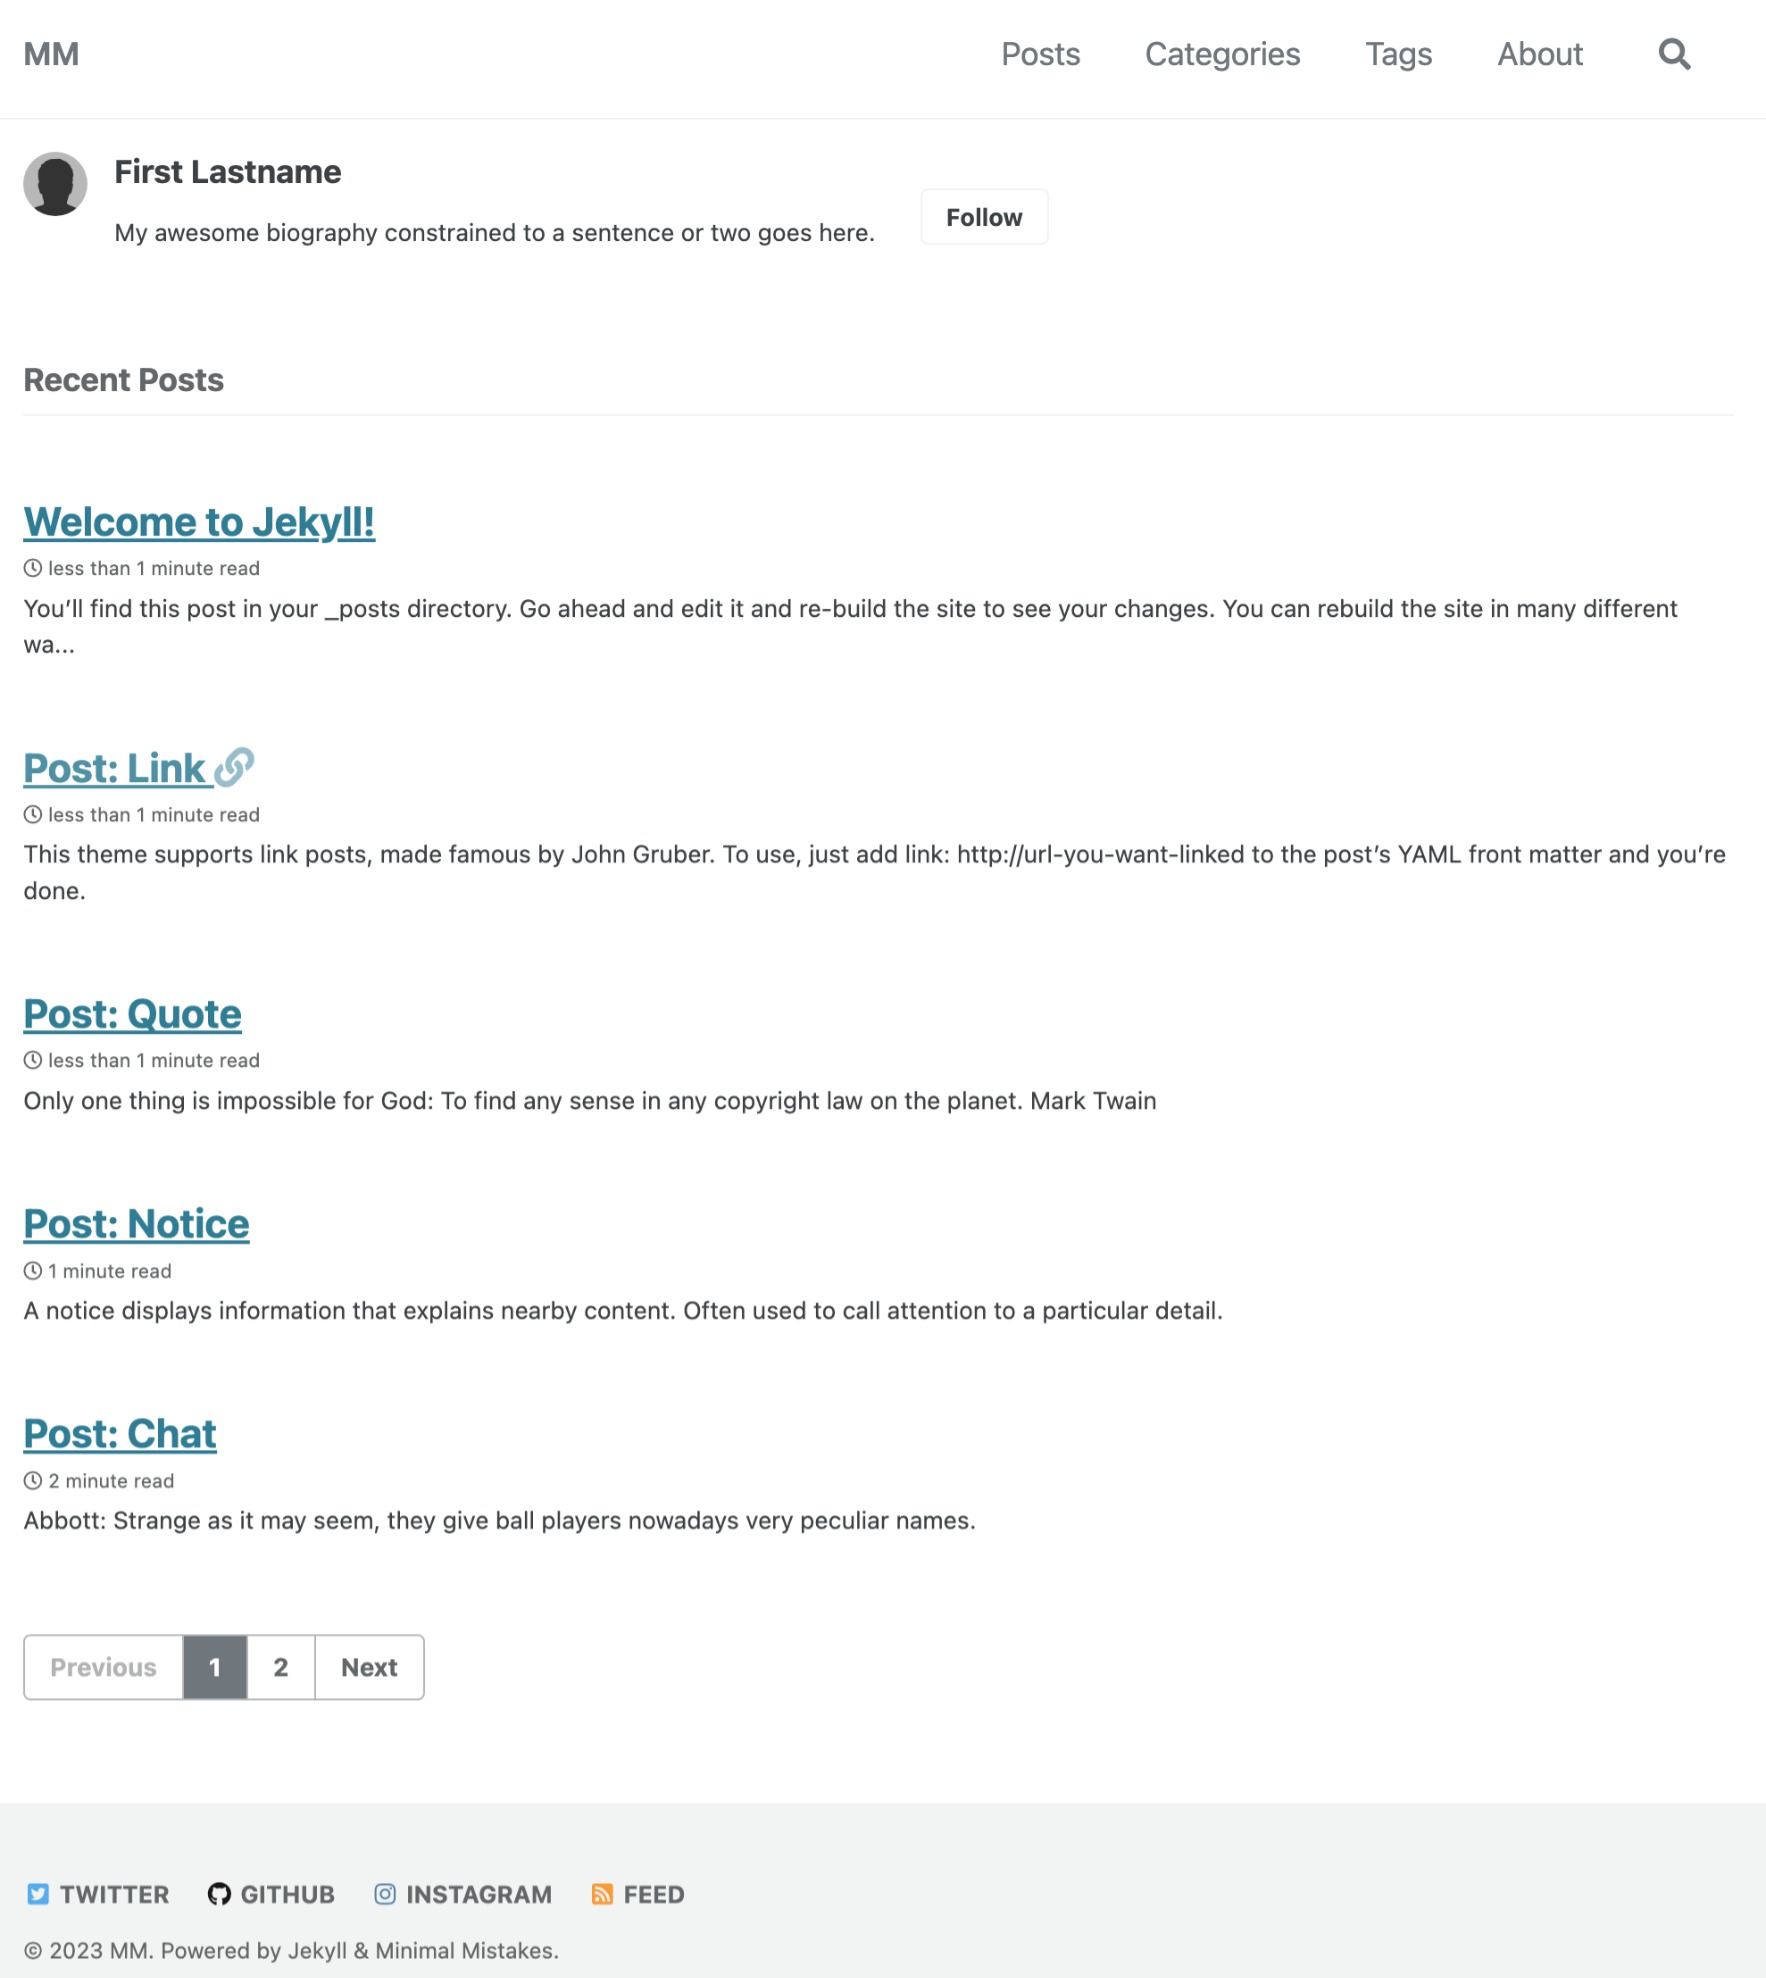 MM
Posts Categories Tags About
First Lastname
My awesome biography constrained to a sentence or two goes here.
Follow
Recent Posts
Welcome to Jekyll!
less than 1 minute read
You’ll find this post in your _posts directory. Go ahead and edit it and re-build the site to see your changes. You can rebuild the site in many different
wa...
Post: Link
less than 1 minute read
This theme supports link posts, made famous by John Gruber. To use, just add link: http://url-you-want-linked to the post’s YAML front matter and you’re
done.
Post: Quote
less than 1 minute read
Only one thing is impossible for God: To find any sense in any copyright law on the planet. Mark Twain
Post: Notice
1 minute read
A notice displays information that explains nearby content. Often used to call attention to a particular detail.
Post: Chat
2 minute read
Abbott: Strange as it may seem, they give ball players nowadays very peculiar names.
Previous 1 2 Next
TWITTER GITHUB INSTAGRAM FEED
© 2023 MM. Powered by Jekyll & Minimal Mistakes.